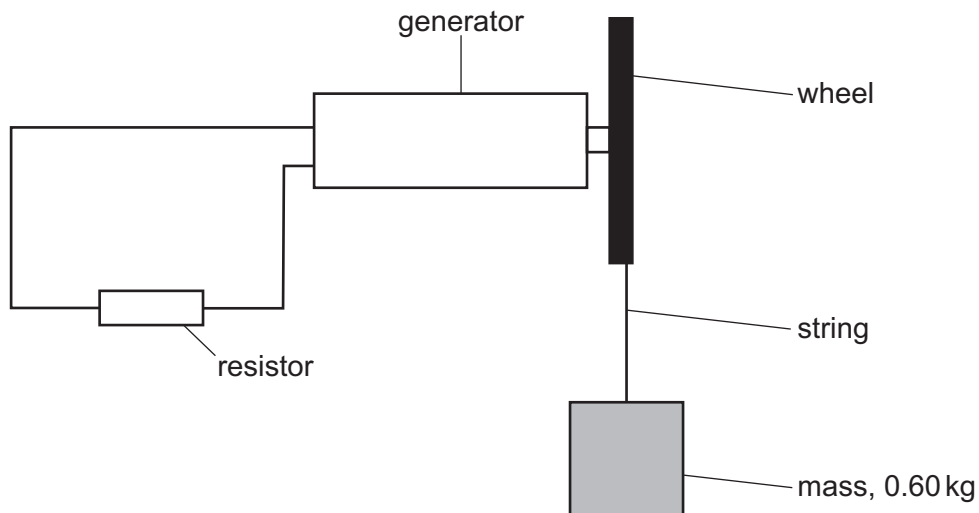 generator
wheel
string
resistor
mass, 0.60 kg